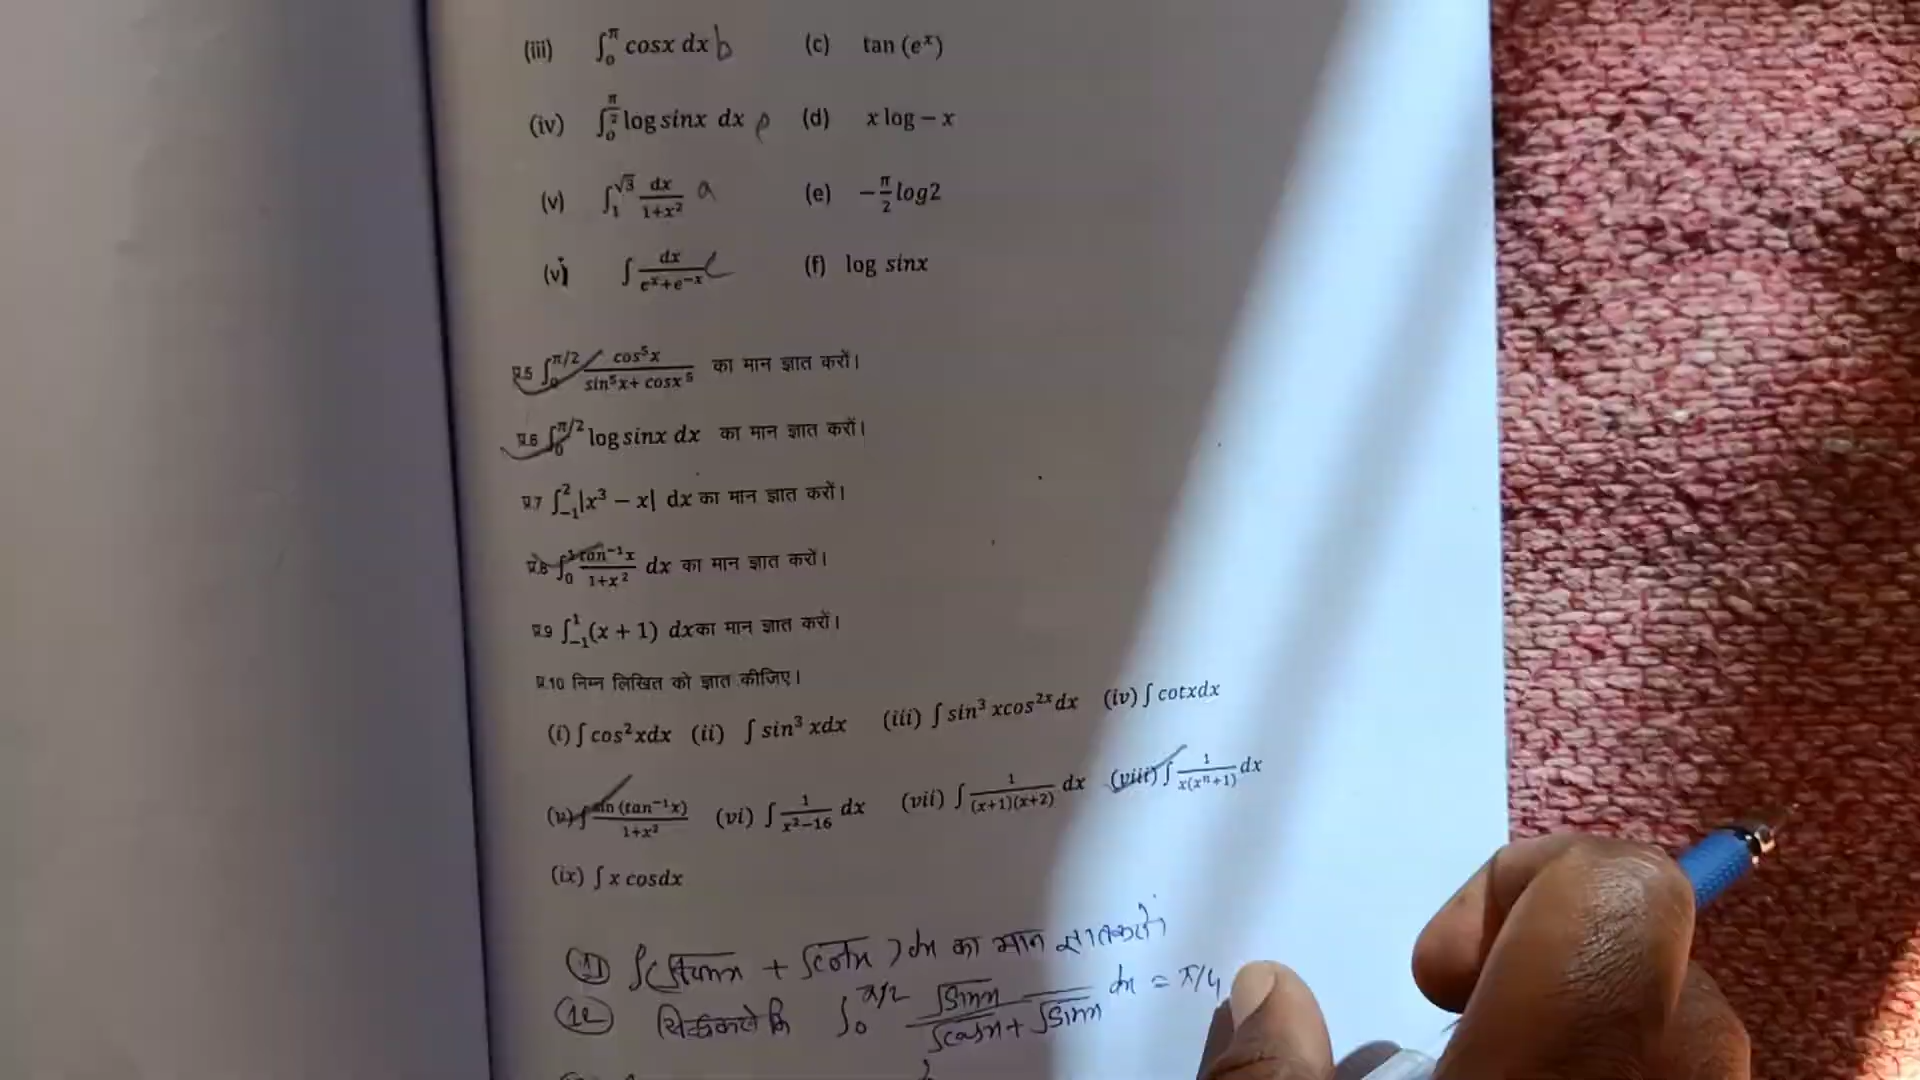 (iii) ∫₀^π cosx dx b (c) tan (eˣ)
(iv) ∫₀^(π/2) log sinx dx e (d) x log – x
(v) ∫₁^√3 dx/(1+x²) a (e) –π/2 log2
(vi) ∫ dx/(eˣ+e⁻ˣ) c (f) log sinx
प्र.5 ∫₀^(π/2) cos⁵x/(sin⁵x+ cosx⁵) का मान ज्ञात करों।
प्र.6 ∫₀^(π/2) log sinx dx का मान ज्ञात करों।
प्र.7 ∫₋₁² |x³ – x| dx का मान ज्ञात करों।
प्र.8 ∫₀¹ tan⁻¹x/(1+x²) dx का मान ज्ञात करों।
प्र.9 ∫₋₁¹ (x + 1) dx का मान ज्ञात करों।
प्र.10 निम्न लिखित को ज्ञात कीजिए।
(i) ∫ cos²xdx (ii) ∫ sin³ xdx (iii) ∫ sin³ xcos²ˣ dx (iv) ∫ cotxdx
(v) ∫ sin (tan⁻¹x)/(1+x²) (vi) ∫ 1/(x²–16) dx (vii) ∫ 1/((x+1)(x+2)) dx (viii) ∫ 1/(x(xⁿ+1)) dx
(ix) ∫ x cosdx
(11) ∫(√tanx + √cotx) dx का मान ज्ञात करो।
(12) सिद्ध करो कि ∫₀^(π/2) √sinx/(√cosx + √sinx) dx = π/4